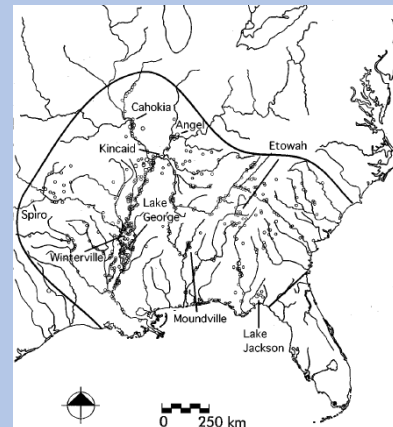 Cahokia
Angel
Kincaid
Etowah
Lake
George
Spiro
Winterville
Moundville
Lake
Jackson
0 250 km